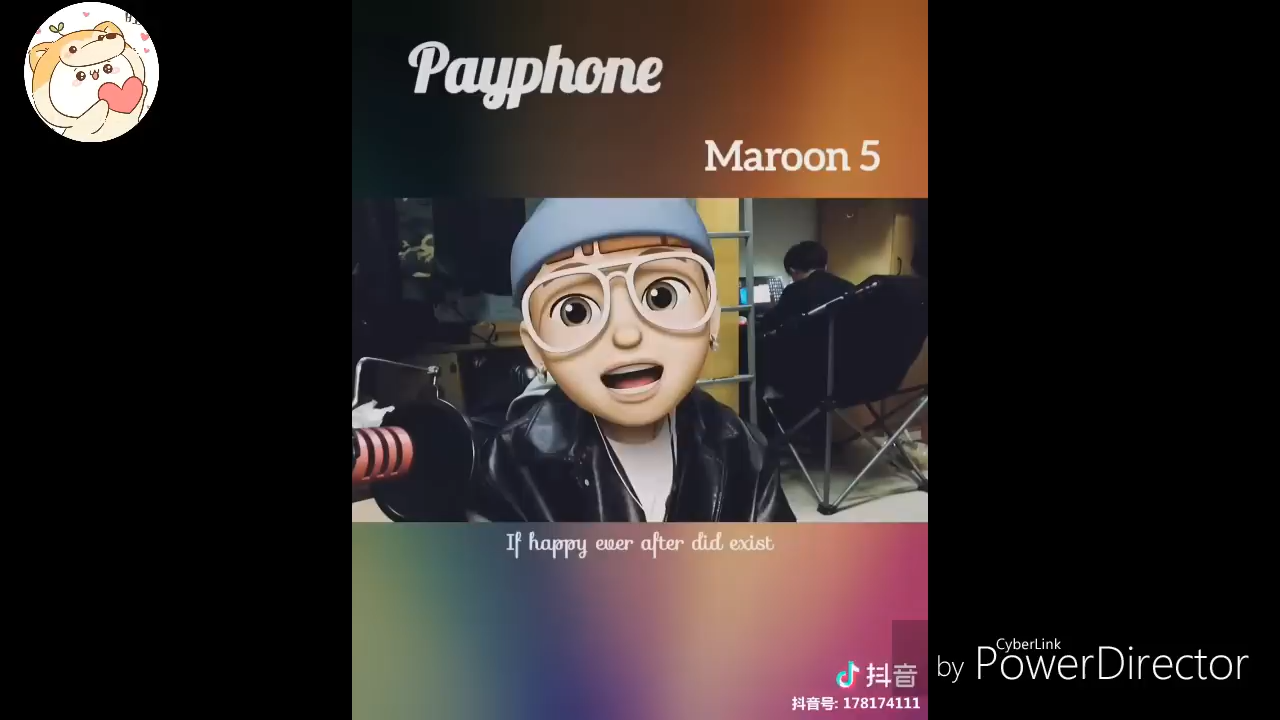 Payphone
Maroon 5
If happy ever after did exist
抖音
抖音号: 178174111
CyberLink
by PowerDirector